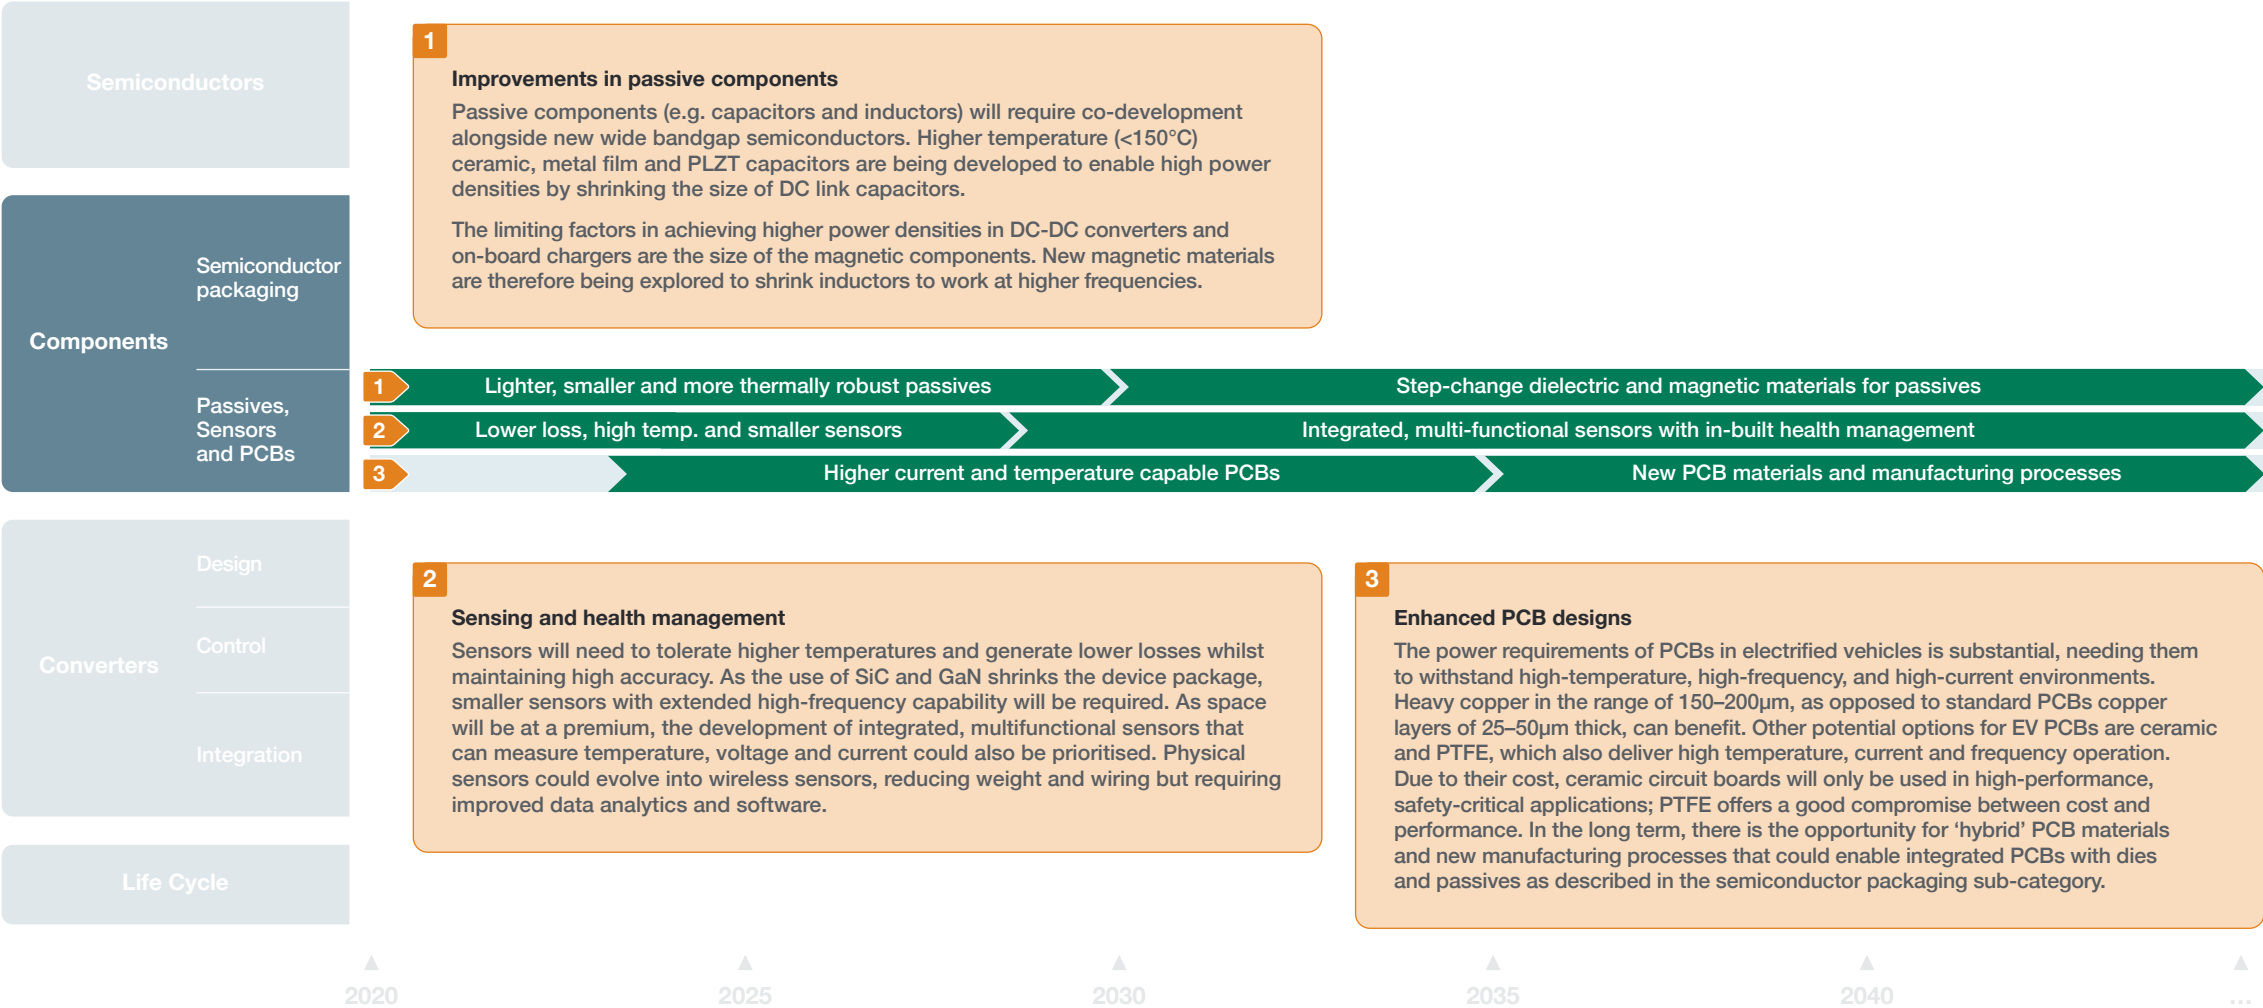 Semiconductors
1
Improvements in passive components
Passive components (e.g. capacitors and inductors) will require co-development
alongside new wide bandgap semiconductors. Higher temperature (<150°C)
ceramic, metal film and PLZT capacitors are being developed to enable high power
densities by shrinking the size of DC link capacitors.
The limiting factors in achieving higher power densities in DC-DC converters and
on-board chargers are the size of the magnetic components. New magnetic materials
are therefore being explored to shrink inductors to work at higher frequencies.
Components
Semiconductor
packaging
Passives,
Sensors
and PCBs
1 Lighter, smaller and more thermally robust passives Step-change dielectric and magnetic materials for passives
2 Lower loss, high temp. and smaller sensors Integrated, multi-functional sensors with in-built health management
3 Higher current and temperature capable PCBs New PCB materials and manufacturing processes
Converters
Design
Control
Integration
Life Cycle
2
Sensing and health management
Sensors will need to tolerate higher temperatures and generate lower losses whilst
maintaining high accuracy. As the use of SiC and GaN shrinks the device package,
smaller sensors with extended high-frequency capability will be required. As space
will be at a premium, the development of integrated, multifunctional sensors that
can measure temperature, voltage and current could also be prioritised. Physical
sensors could evolve into wireless sensors, reducing weight and wiring but requiring
improved data analytics and software.
3
Enhanced PCB designs
The power requirements of PCBs in electrified vehicles is substantial, needing them
to withstand high-temperature, high-frequency, and high-current environments.
Heavy copper in the range of 150–200µm, as opposed to standard PCBs copper
layers of 25–50µm thick, can benefit. Other potential options for EV PCBs are ceramic
and PTFE, which also deliver high temperature, current and frequency operation.
Due to their cost, ceramic circuit boards will only be used in high-performance,
safety-critical applications; PTFE offers a good compromise between cost and
performance. In the long term, there is the opportunity for ‘hybrid’ PCB materials
and new manufacturing processes that could enable integrated PCBs with dies
and passives as described in the semiconductor packaging sub-category.
2020 2025 2030 2035 2040 ...